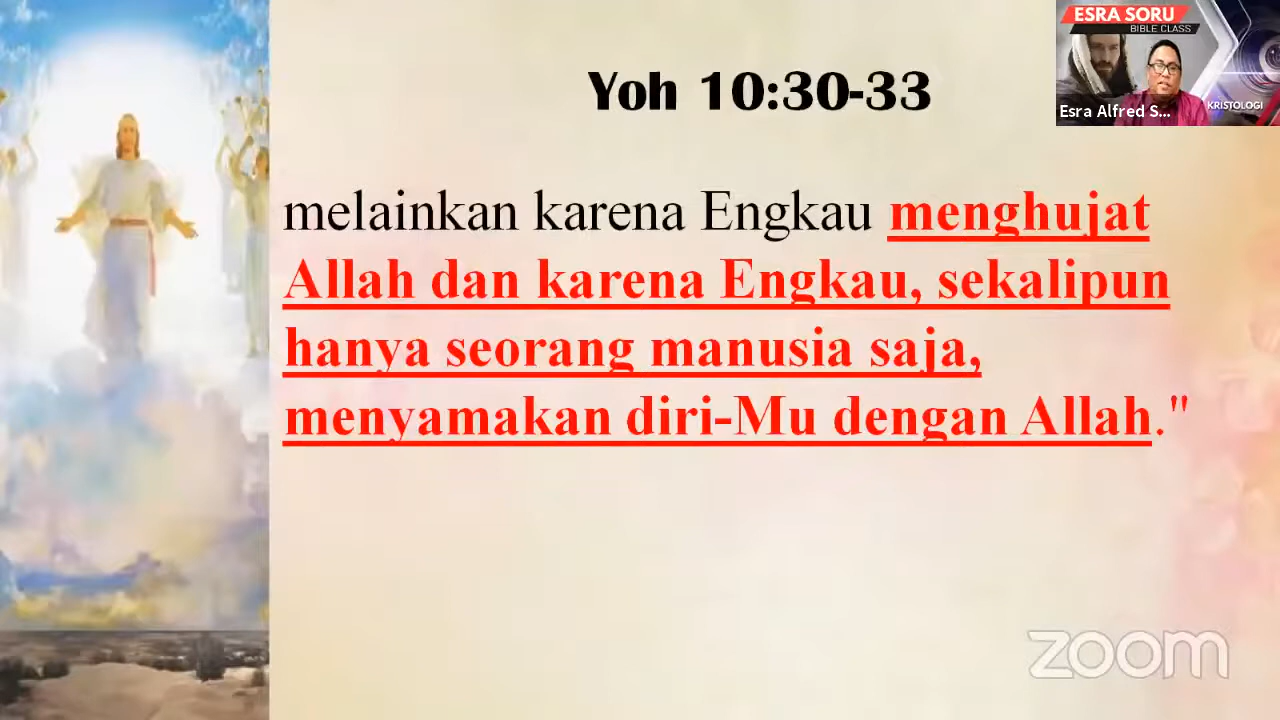 ESRA SORU
BIBLE CLASS
KRISTOLOGI
Esra Alfred S...
Yoh 10:30-33
melainkan karena Engkau menghujat
Allah dan karena Engkau, sekalipun
hanya seorang manusia saja,
menyamakan diri-Mu dengan Allah."
zoom